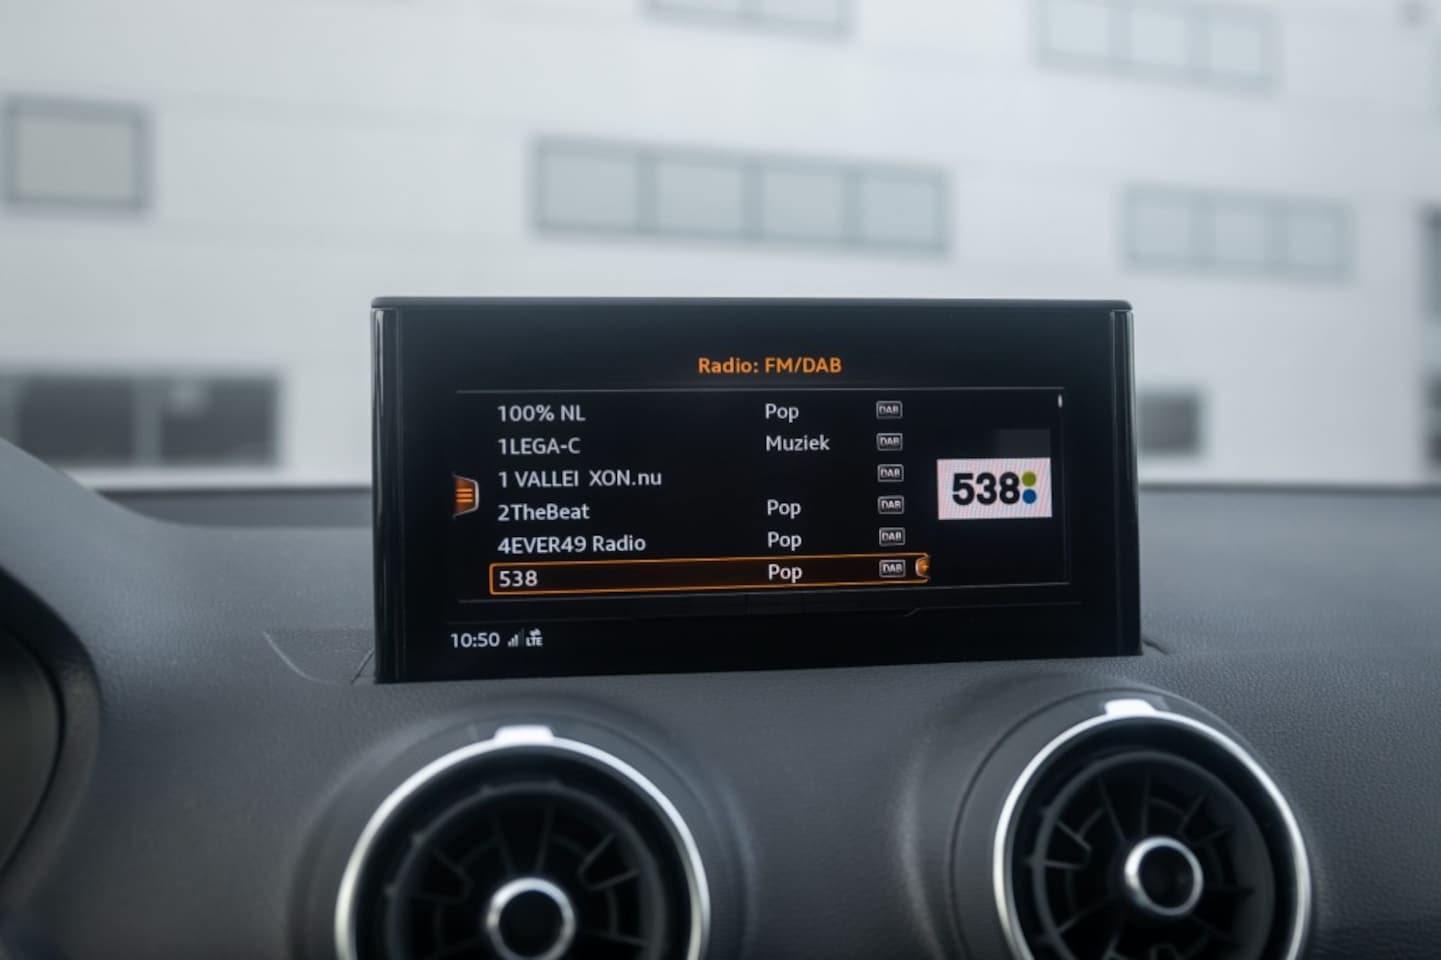 Radio: FM/DAB
100% NL Pop DAB
1LEGA-C Muziek DAB
1 VALLEI XON.nu DAB
2TheBeat Pop DAB
4EVER49 Radio Pop DAB
538 Pop DAB
538
10:50 LTE